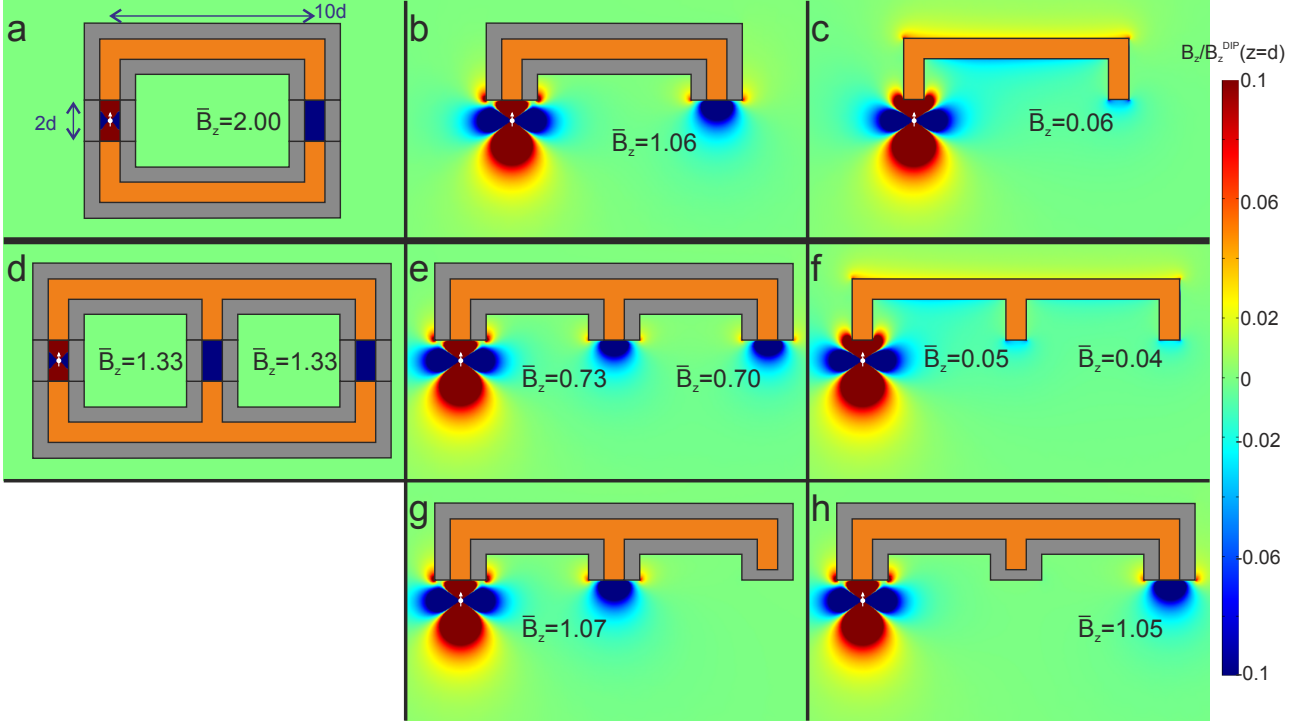 a
10d
2d
B̅z=2.00
b
B̅z=1.06
c
B̅z=0.06
Bz/BzDIP(z=d)
0.1
0.06
0.02
0
-0.02
-0.06
-0.1
d
B̅z=1.33
B̅z=1.33
e
B̅z=0.73
B̅z=0.70
f
B̅z=0.05
B̅z=0.04
g
B̅z=1.07
h
B̅z=1.05